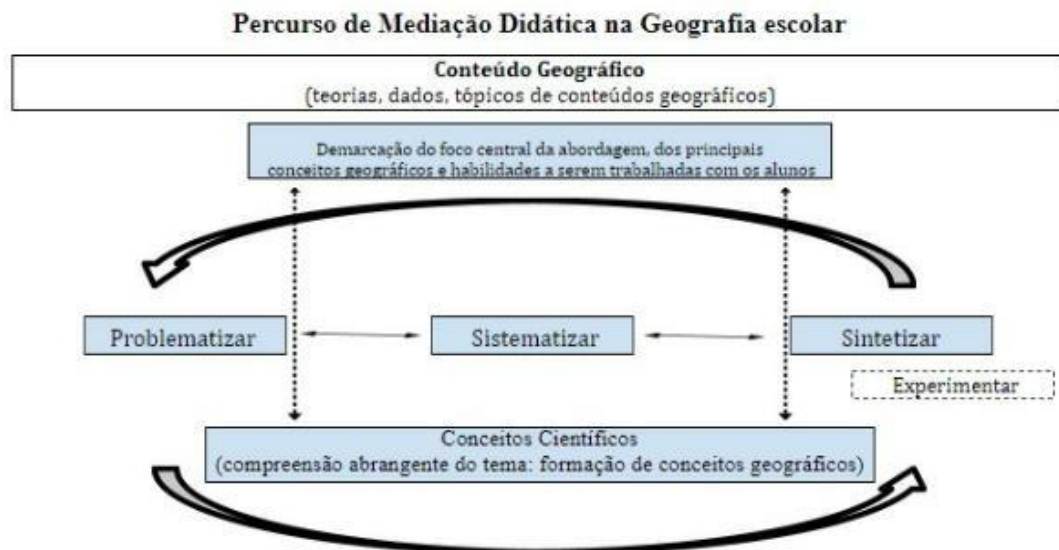 Percurso de Mediação Didática na Geografia escolar
Conteúdo Geográfico
(teorias, dados, tópicos de conteúdos geográficos)
Demarcação do foco central da abordagem, dos principais
conceitos geográficos e habilidades a serem trabalhadas com os alunos
Problematizar
Sistematizar
Sintetizar
Experimentar
Conceitos Científicos
(compreensão abrangente do tema: formação de conceitos geográficos)